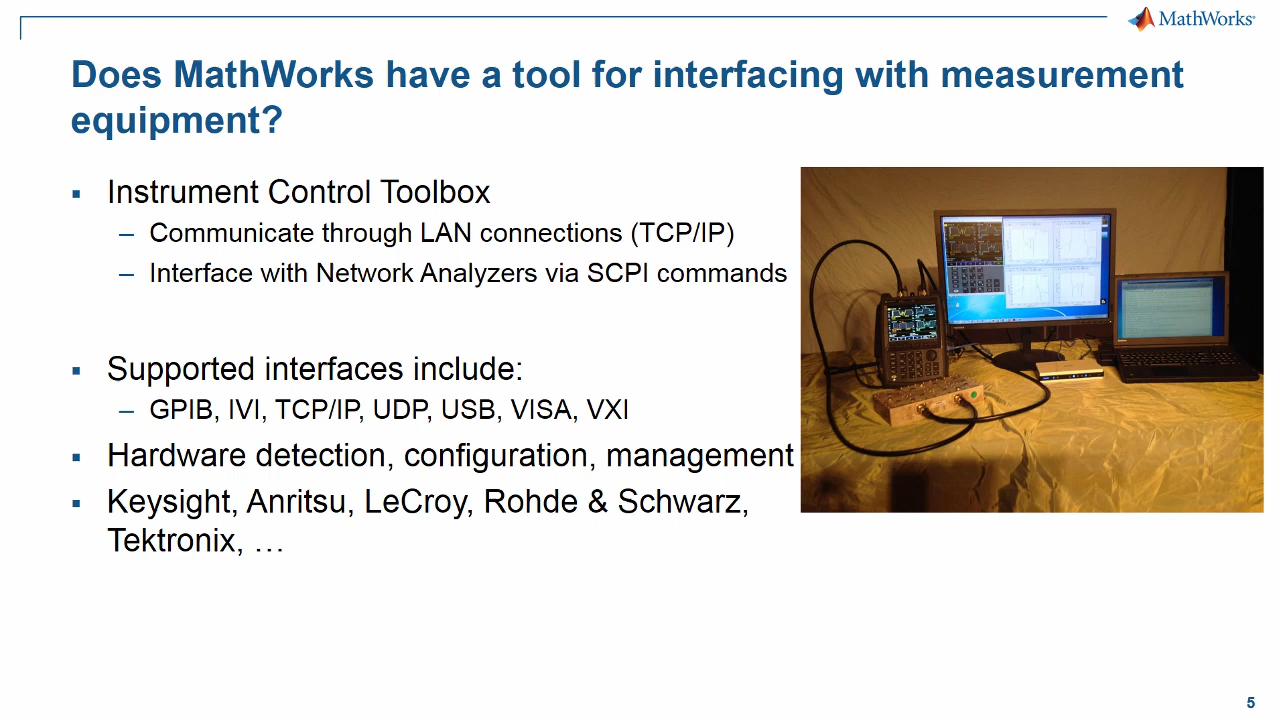 MathWorks®
Does MathWorks have a tool for interfacing with measurement
equipment?
▪ Instrument Control Toolbox
– Communicate through LAN connections (TCP/IP)
– Interface with Network Analyzers via SCPI commands
▪ Supported interfaces include:
– GPIB, IVI, TCP/IP, UDP, USB, VISA, VXI
▪ Hardware detection, configuration, management
▪ Keysight, Anritsu, LeCroy, Rohde & Schwarz,
Tektronix, …
5